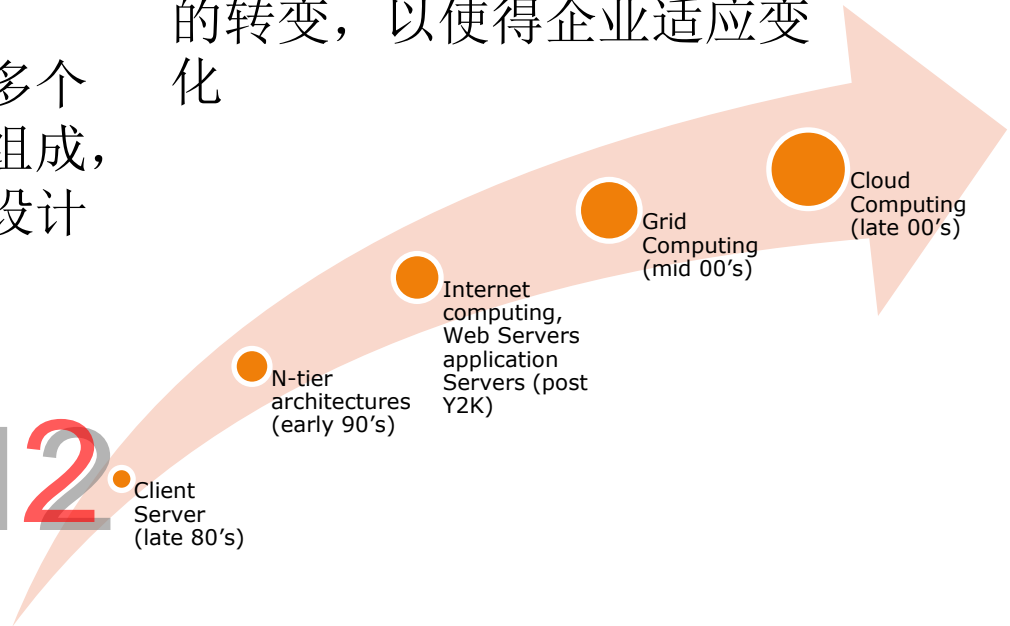 的转变，以使得企业适应变
化
多个
组成，
设计
Cloud
Computing
(late 00’s)
Grid
Computing
(mid 00’s)
Internet
computing,
Web Servers
application
Servers (post
Y2K)
N-tier
architectures
(early 90’s)
2
Client
Server
(late 80’s)